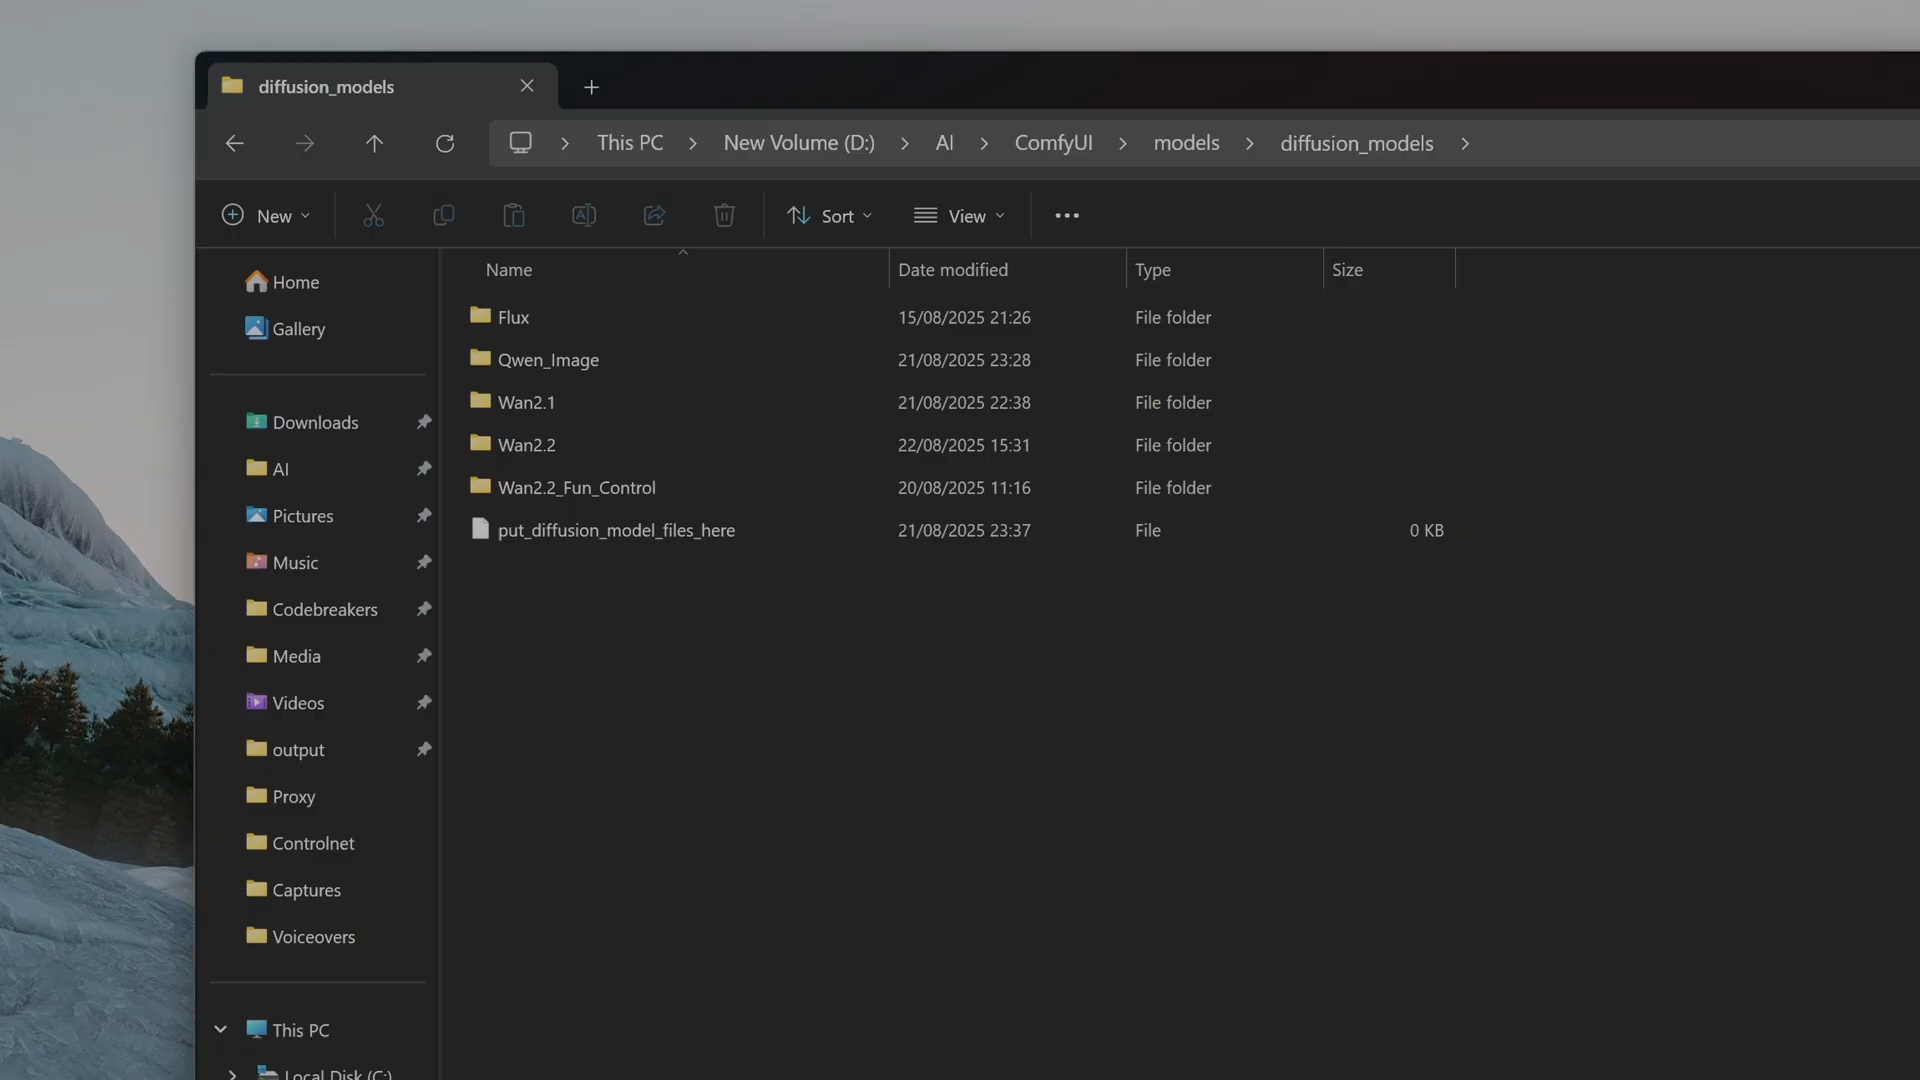 diffusion_models
This PC New Volume (D:) AI ComfyUI models diffusion_models
New Sort View
Name Date modified Type Size
Flux 15/08/2025 21:26 File folder
Qwen_Image 21/08/2025 23:28 File folder
Wan2.1 21/08/2025 22:38 File folder
Wan2.2 22/08/2025 15:31 File folder
Wan2.2_Fun_Control 20/08/2025 11:16 File folder
put_diffusion_model_files_here 21/08/2025 23:37 File 0 KB
Home
Gallery
Downloads
AI
Pictures
Music
Codebreakers
Media
Videos
output
Proxy
Controlnet
Captures
Voiceovers
This PC
Local Disk (C:)